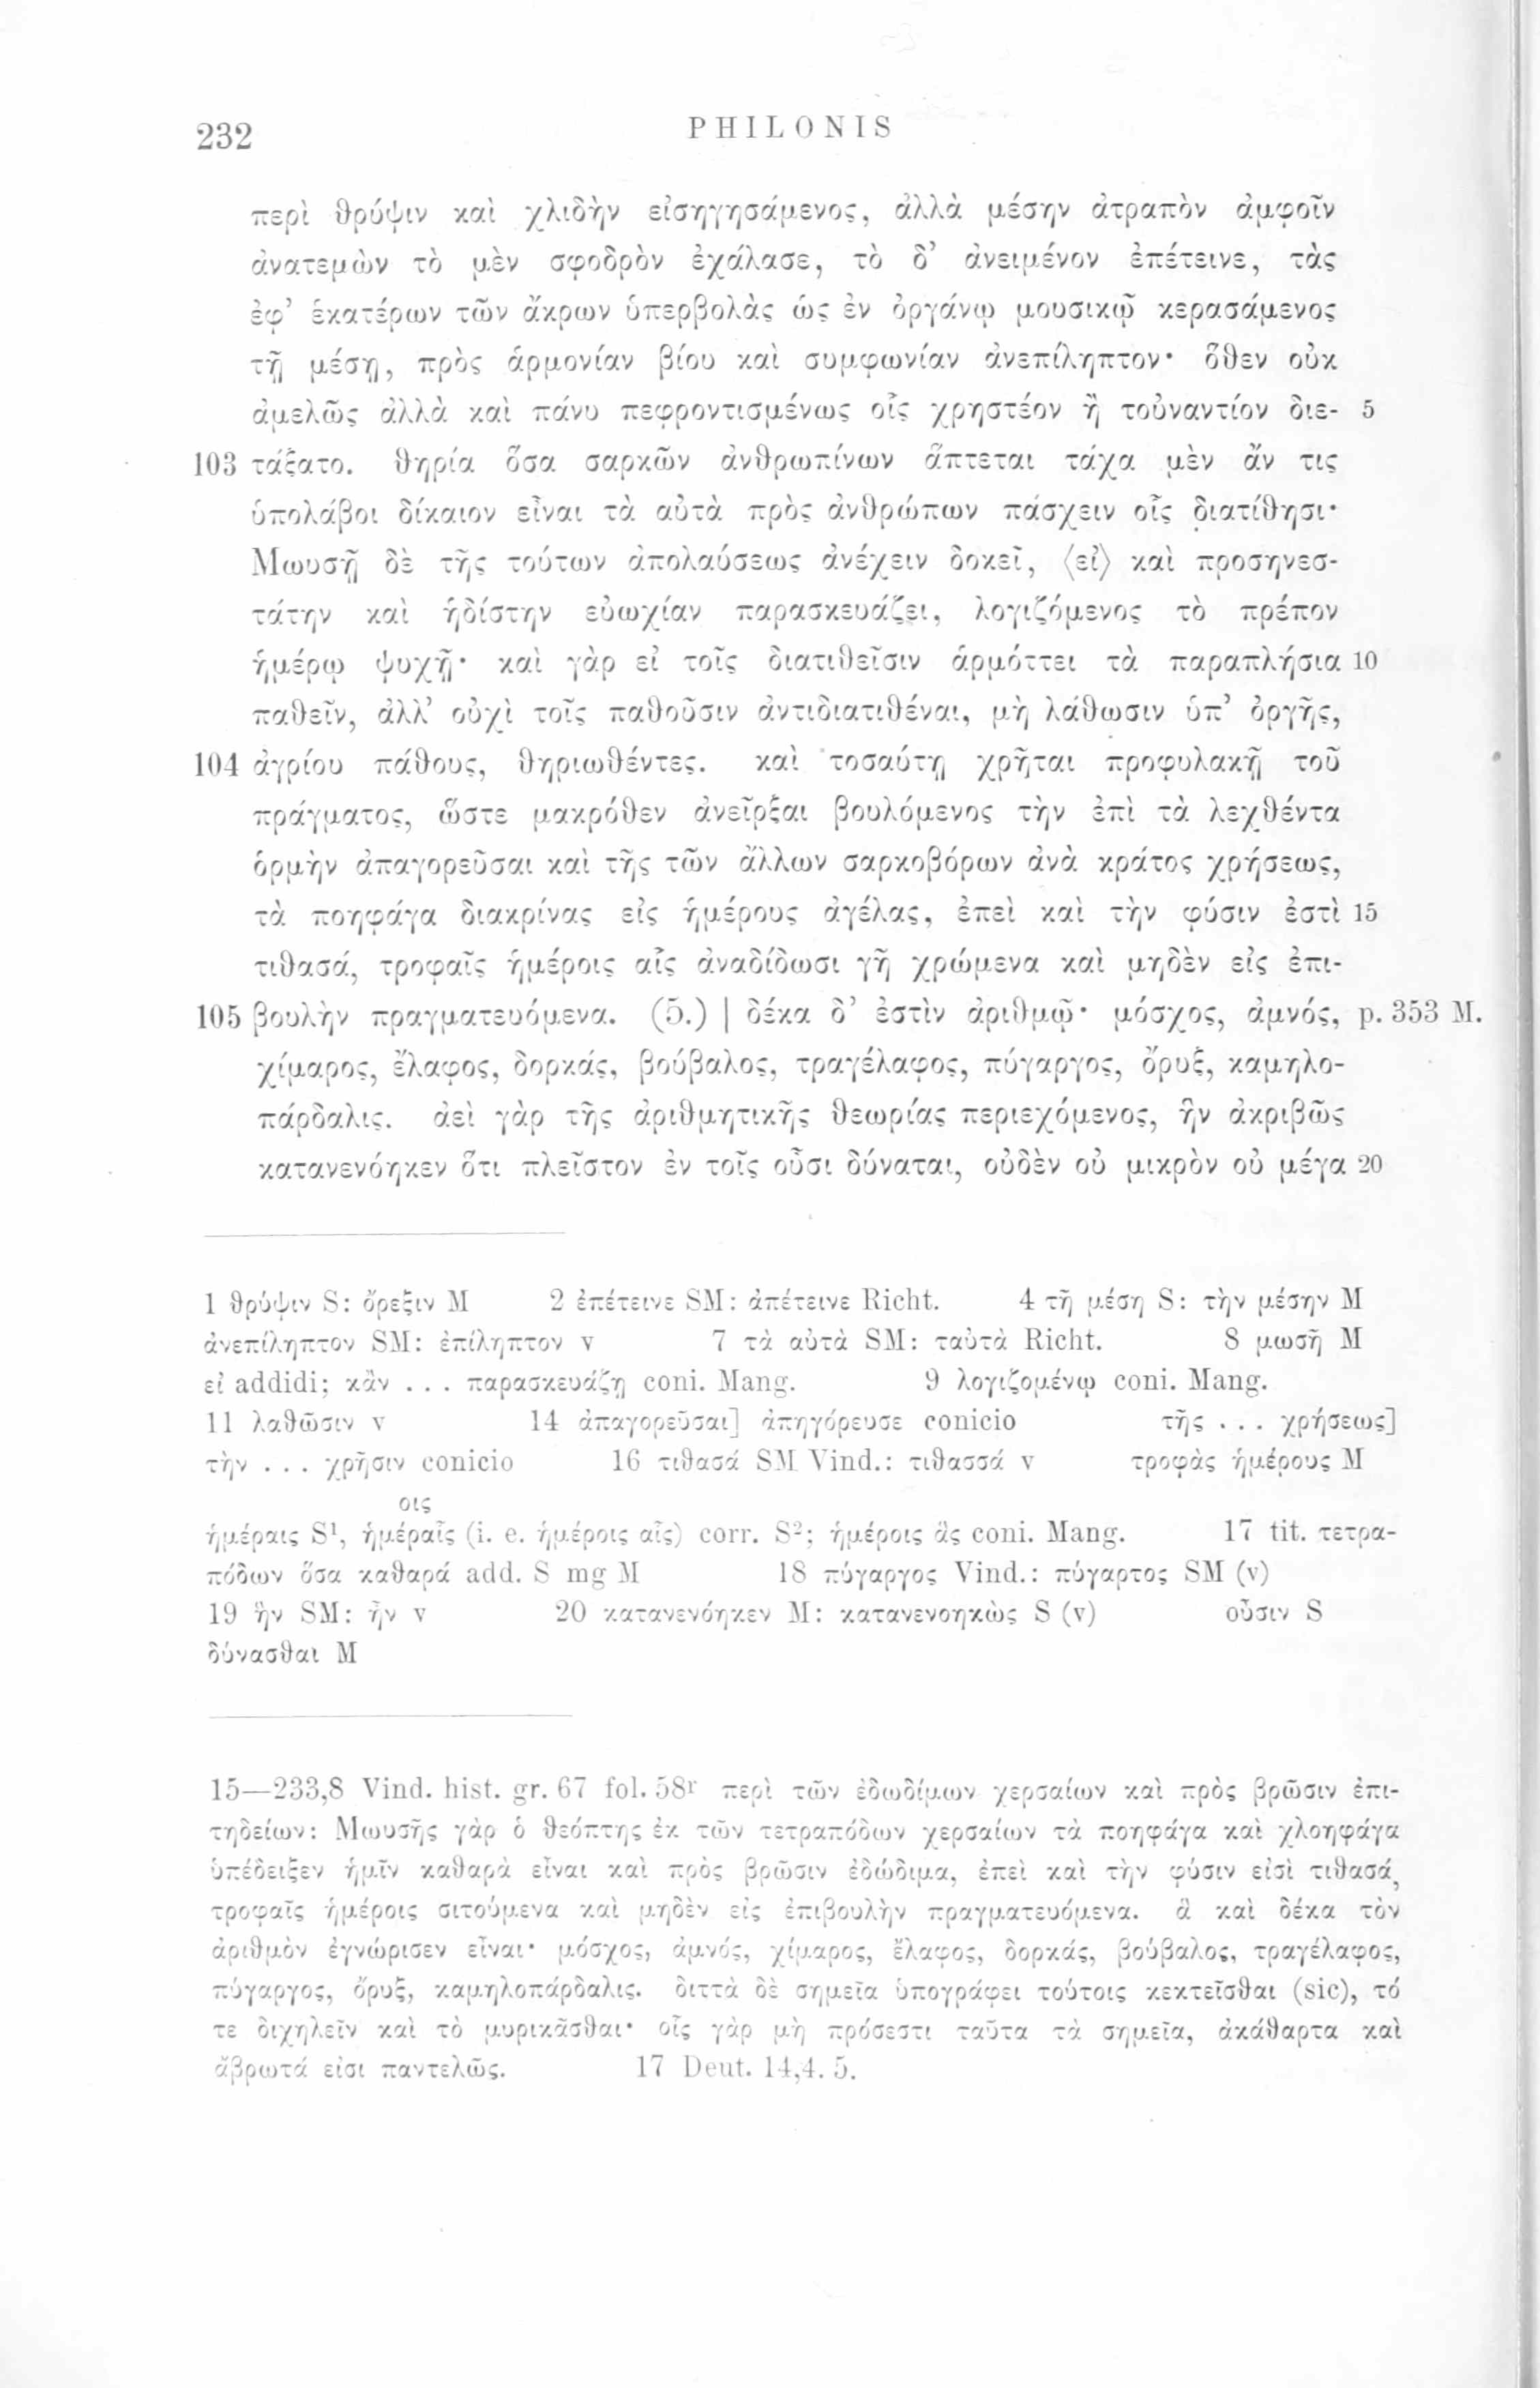 232
PHILONIS
περὶ θρύψιν καὶ χλιδὴν εἰσηγησάμενος, ἀλλὰ μέσην ἀτραπὸν ἀμφοῖν
ἀνατεμὼν τὸ μὲν σφοδρὸν ἐχάλασε, τὸ δ’ ἀνειμένον ἐπέτεινε, τὰς
ἐφ’ ἑκατέρων τῶν ἄκρων ὑπερβολὰς ὡς ἐν ὀργάνῳ μουσικῷ κερασάμενος
τῇ μέσῃ, πρὸς ἁρμονίαν βίου καὶ συμφωνίαν ἀνεπίληπτον· ὅθεν οὐκ
ἀμελῶς ἀλλὰ καὶ πάνυ πεφροντισμένως οἷς χρηστέον ἢ τοὐναντίον διε- 5
103 τάξατο. θηρία ὅσα σαρκῶν ἀνθρωπίνων ἅπτεται τάχα μὲν ἄν τις
ὑπολάβοι δίκαιον εἶναι τὰ αὐτὰ πρὸς ἀνθρώπων πάσχειν οἷς διατίθησι·
Μωυσῇ δὲ τῆς τούτων ἀπολαύσεως ἀνέχειν δοκεῖ, ⟨εἰ⟩ καὶ προσηνεσ-
τάτην καὶ ἡδίστην εὐωχίαν παρασκευάζει, λογιζόμενος τὸ πρέπον
ἡμέρῳ ψυχῇ· καὶ γὰρ εἰ τοῖς διατιθεῖσιν ἁρμόττει τὰ παραπλήσια 10
παθεῖν, ἀλλ’ οὐχὶ τοῖς παθοῦσιν ἀντιδιατιθέναι, μὴ λάθωσιν ὑπ’ ὀργῆς,
104 ἀγρίου πάθους, θηριωθέντες. καὶ τοσαύτῃ χρῆται προφυλακῇ τοῦ
πράγματος, ὥστε μακρόθεν ἀνεῖρξαι βουλόμενος τὴν ἐπὶ τὰ λεχθέντα
ὁρμὴν ἀπαγορεῦσαι καὶ τῆς τῶν ἄλλων σαρκοβόρων ἀνὰ κράτος χρήσεως,
τὰ ποηφάγα διακρίνας εἰς ἡμέρους ἀγέλας, ἐπεὶ καὶ τὴν φύσιν ἐστὶ 15
τιθασά, τροφαῖς ἡμέροις αἷς ἀναδίδωσι γῆ χρώμενα καὶ μηδὲν εἰς ἐπι-
105 βουλὴν πραγματευόμενα. (5.) | δέκα δ’ ἐστὶν ἀριθμῷ· μόσχος, ἀμνός, p. 353 M.
χίμαρος, ἔλαφος, δορκάς, βούβαλος, τραγέλαφος, πύγαργος, ὄρυξ, καμηλο-
πάρδαλις. ἀεὶ γὰρ τῆς ἀριθμητικῆς θεωρίας περιεχόμενος, ἣν ἀκριβῶς
κατανενόηκεν ὅτι πλεῖστον ἐν τοῖς οὖσι δύναται, οὐδὲν οὐ μικρὸν οὐ μέγα 20
1 θρύψιν S: ὄρεξιν M 2 ἐπέτεινε SM: ἀπέτεινε Richt. 4 τῇ μέσῃ S: τὴν μέσην M
ἀνεπίληπτον SM: ἐπίληπτον v 7 τὰ αὐτὰ SM: ταὐτὰ Richt. 8 μωσῆ M
εἰ addidi; κἂν . . . παρασκευάζῃ coni. Mang. 9 λογιζομένῳ coni. Mang.
11 λαθῶσιν v 14 ἀπαγορεῦσαι] ἀπηγόρευσε conicio τῆς . . . χρήσεως]
τὴν . . . χρῆσιν conicio 16 τιθασά SM Vind.: τιθασσά v τροφὰς ἡμέρους M
οις
ἡμέραις S¹, ἡμέραῖς (i. e. ἡμέροις αἷς) corr. S²; ἡμέροις ἃς coni. Mang. 17 tit. τετρα-
πόδων ὅσα καθαρά add. S mg M 18 πύγαργος Vind.: πύγαρτος SM (v)
19 ἣν SM: ἦν v 20 κατανενόηκεν M: κατανενοηκὼς S (v) οὖσιν S
δύνασθαι M
15—233,8 Vind. hist. gr. 67 fol. 58ʳ περὶ τῶν ἐδωδίμων χερσαίων καὶ πρὸς βρῶσιν ἐπι-
τηδείων: Μωυσῆς γὰρ ὁ θεόπτης ἐκ τῶν τετραπόδων χερσαίων τὰ ποηφάγα καὶ χλοηφάγα
ὑπέδειξεν ἡμῖν καθαρὰ εἶναι καὶ πρὸς βρῶσιν ἐδώδιμα, ἐπεὶ καὶ τὴν φύσιν εἰσὶ τιθασά,
τροφαῖς ἡμέροις σιτούμενα καὶ μηδὲν εἰς ἐπιβουλὴν πραγματευόμενα. ἃ καὶ δέκα τὸν
ἀριθμὸν ἐγνώρισεν εἶναι· μόσχος, ἀμνός, χίμαρος, ἔλαφος, δορκάς, βούβαλος, τραγέλαφος,
πύγαργος, ὄρυξ, καμηλοπάρδαλις. διττὰ δὲ σημεῖα ὑπογράφει τούτοις κεκτεῖσθαι (sic), τό
τε διχηλεῖν καὶ τὸ μυρικᾶσθαι· οἷς γὰρ μὴ πρόσεστι ταῦτα τὰ σημεῖα, ἀκάθαρτα καὶ
ἄβρωτά εἰσι παντελῶς. 17 Deut. 14,4. 5.